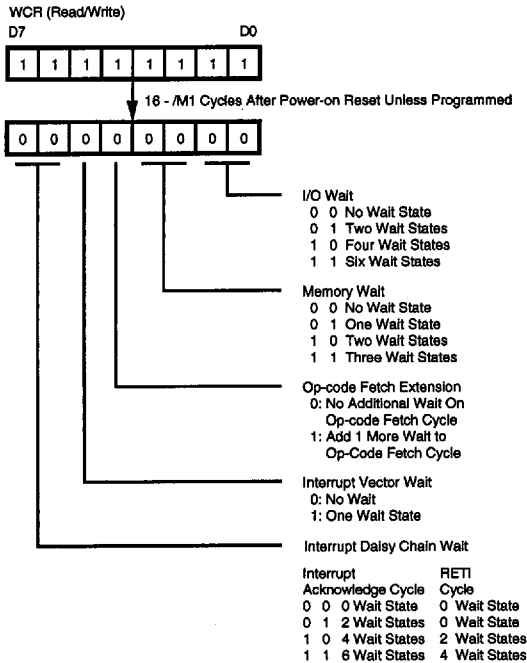 WCR (Read/Write)
D7 D0
1 1 1 1 1 1 1 1
16 - /M1 Cycles After Power-on Reset Unless Programmed
0 0 0 0 0 0 0 0
I/O Wait
0 0 No Wait State
0 1 Two Wait States
1 0 Four Wait States
1 1 Six Wait States
Memory Wait
0 0 No Wait State
0 1 One Wait State
1 0 Two Wait States
1 1 Three Wait States
Op-code Fetch Extension
0: No Additional Wait On
Op-code Fetch Cycle
1: Add 1 More Wait to
Op-Code Fetch Cycle
Interrupt Vector Wait
0: No Wait
1: One Wait State
Interrupt Daisy Chain Wait
Interrupt RETI
Acknowledge Cycle Cycle
0 0 0 Wait State 0 Wait State
0 1 2 Wait States 0 Wait State
1 0 4 Wait States 2 Wait States
1 1 6 Wait States 4 Wait States